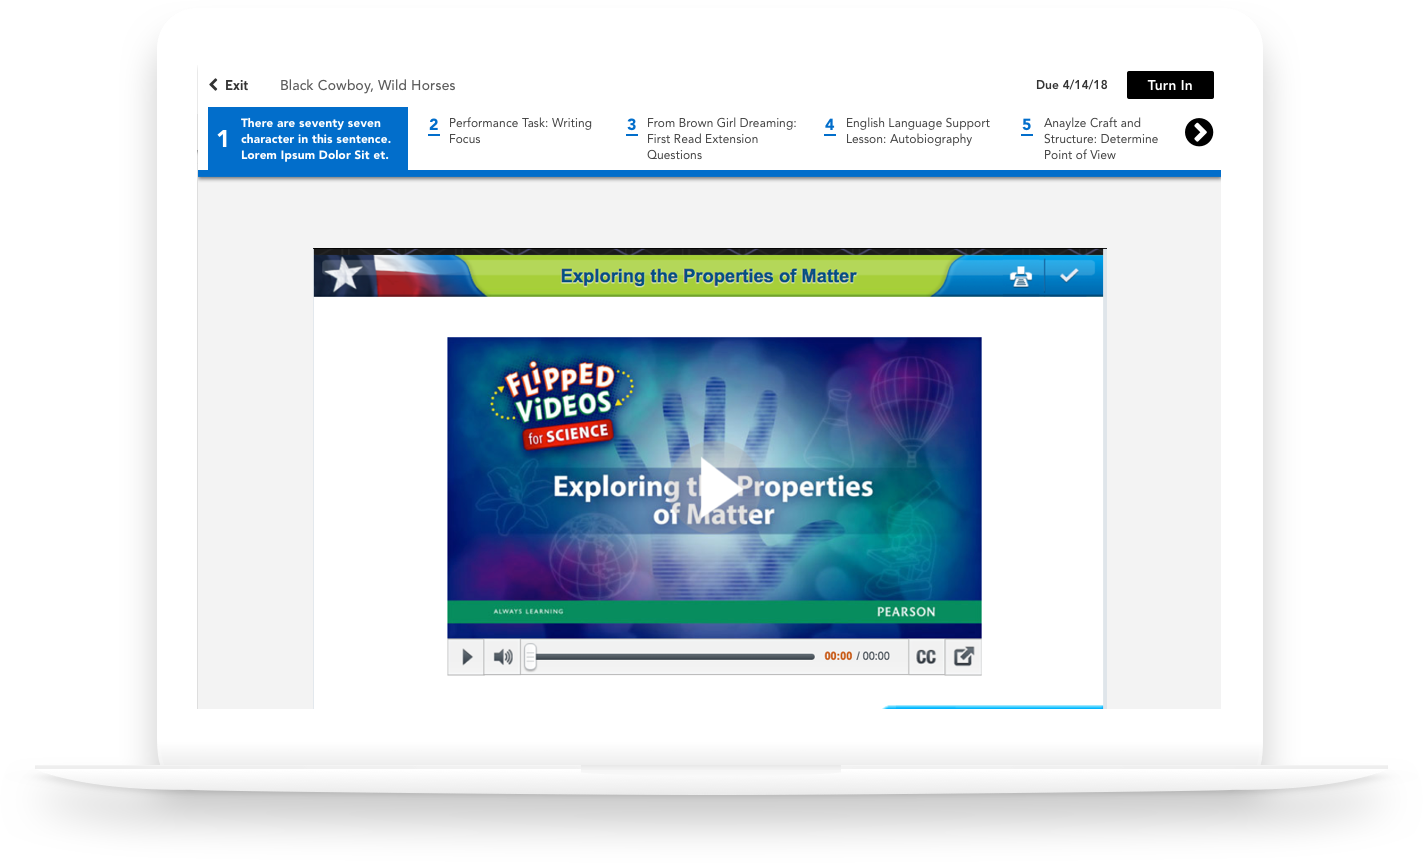 Exit
Black Cowboy, Wild Horses
Due 4/14/18
Turn In
1
There are seventy seven
character in this sentence.
Lorem Ipsum Dolor Sit et.
2
Performance Task: Writing
Focus
3
From Brown Girl Dreaming:
First Read Extension
Questions
4
English Language Support
Lesson: Autobiography
5
Anaylze Craft and
Structure: Determine
Point of View
Exploring the Properties of Matter
FLiPPED
ViDEOS
for SCIENCE
Exploring the Properties
of Matter
ALWAYS LEARNING
PEARSON
00:00 / 00:00
CC